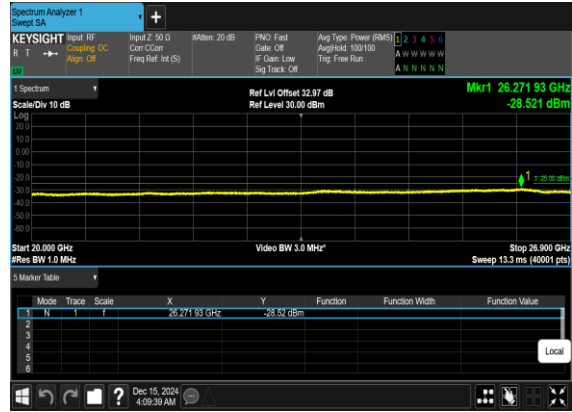 Spectrum Analyzer 1
Swept SA
+
KEYSIGHT Input: RF Input Z: 50 Ω #Atten: 20 dB PNO: Fast Avg Type: Power (RMS) 1 2 3 4 5 6
R T Coupling: DC Corr CCorr Gate: Off Avg|Hold: 100/100 A W W W W W
Align: Off Freq Ref: Int (S) IF Gain: Low Trig: Free Run
Sig Track: Off A N N N N N
1 Spectrum Ref Lvl Offset 32.97 dB Mkr1 26.271 93 GHz
Scale/Div 10 dB Ref Level 30.00 dBm -28.521 dBm
Log
20.0
10.0
0.00
-10.0
-20.0 1
-30.0
-40.0
-50.0
-60.0
Start 20.000 GHz Video BW 3.0 MHz* Stop 26.900 GHz
#Res BW 1.0 MHz Sweep 13.3 ms (40001 pts)
5 Marker Table
Mode Trace Scale X Y Function Function Width Function Value
1 N 1 f 26.271 93 GHz -28.52 dBm
2
3
4
5
6
Local
? Dec 15, 2024
4:09:39 AM